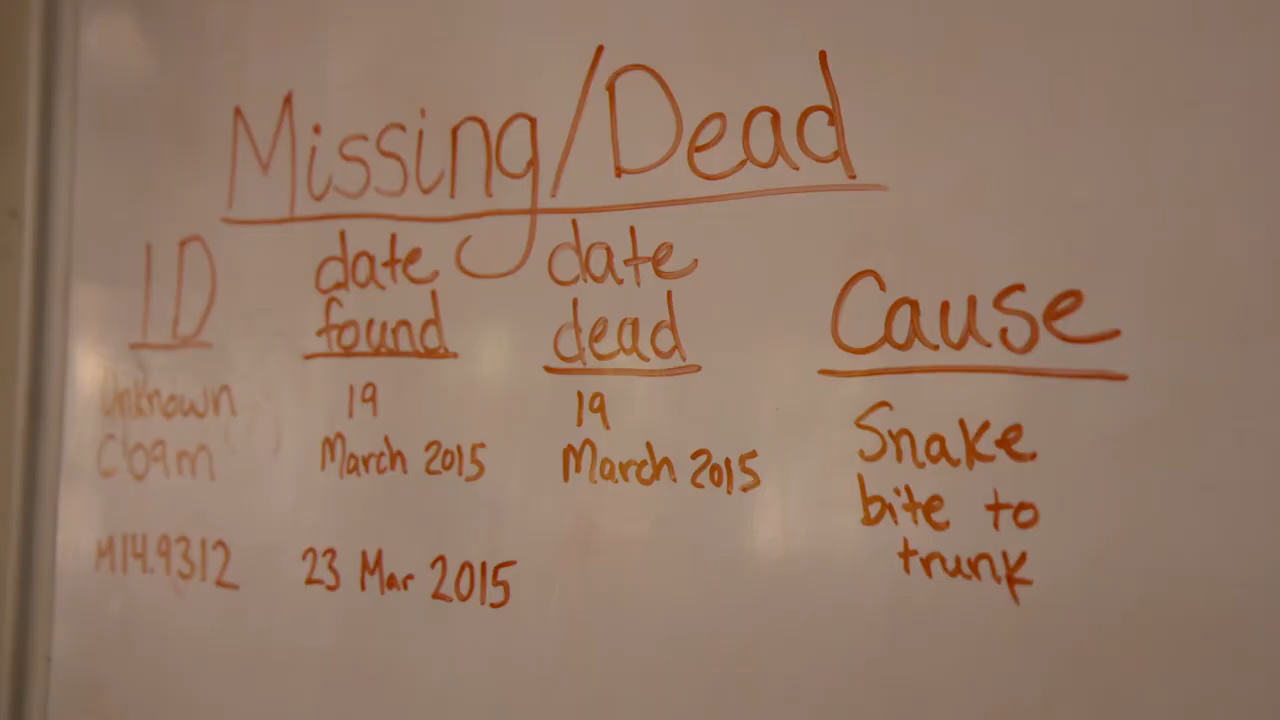 Missing/Dead
ID date found date dead Cause
Unknown 19 19 Snake
March 2015 March 2015 bite to
trunk
M14.9312 23 Mar 2015